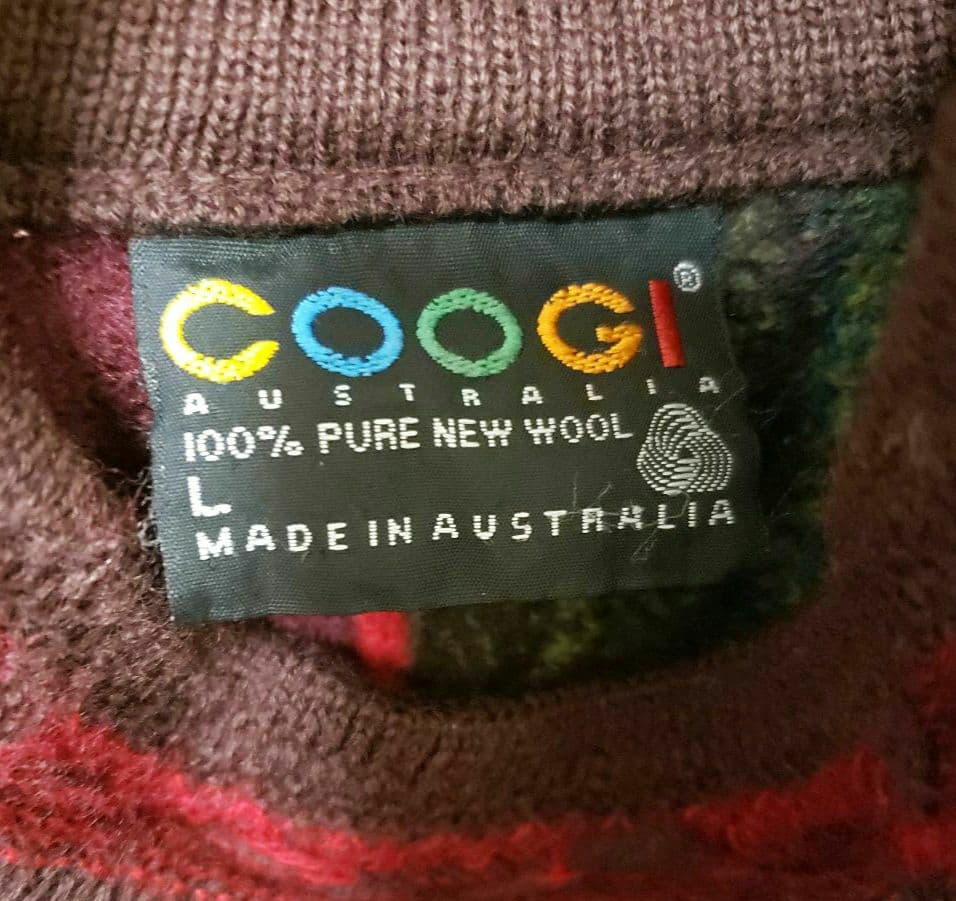 COOGI®
AUSTRALIA
100% PURE NEW WOOL
L
MADE IN AUSTRALIA